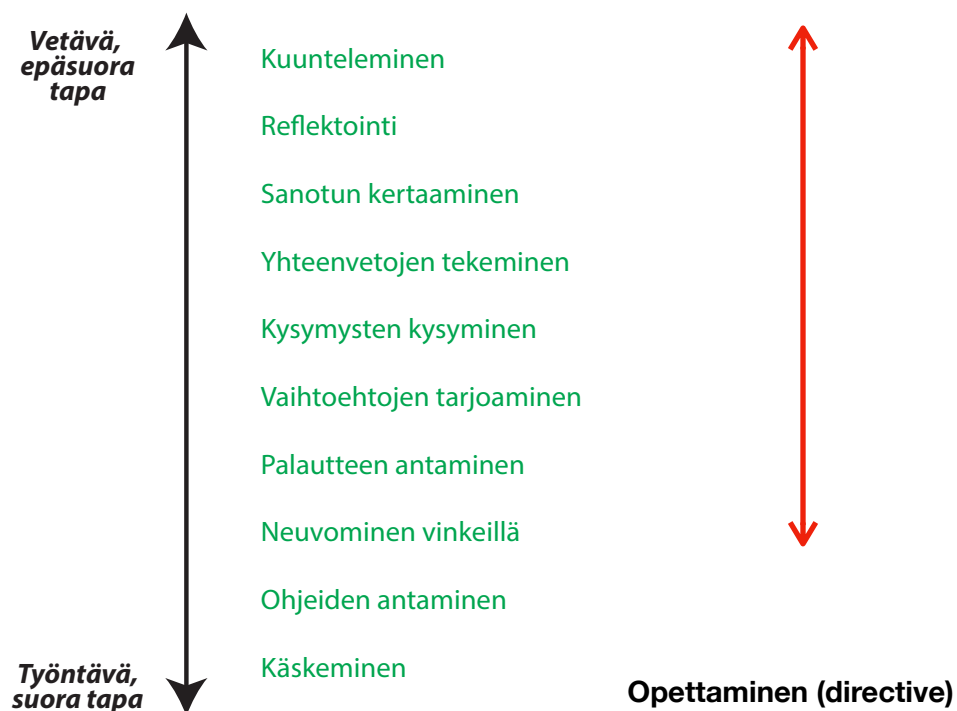 Vetävä,
epäsuora
tapa
Kuunteleminen
Reflektointi
Sanotun kertaaminen
Yhteenvetojen tekeminen
Kysymysten kysyminen
Vaihtoehtojen tarjoaminen
Palautteen antaminen
Neuvominen vinkeillä
Ohjeiden antaminen
Käskeminen
Työntävä,
suora tapa
Opettaminen (directive)